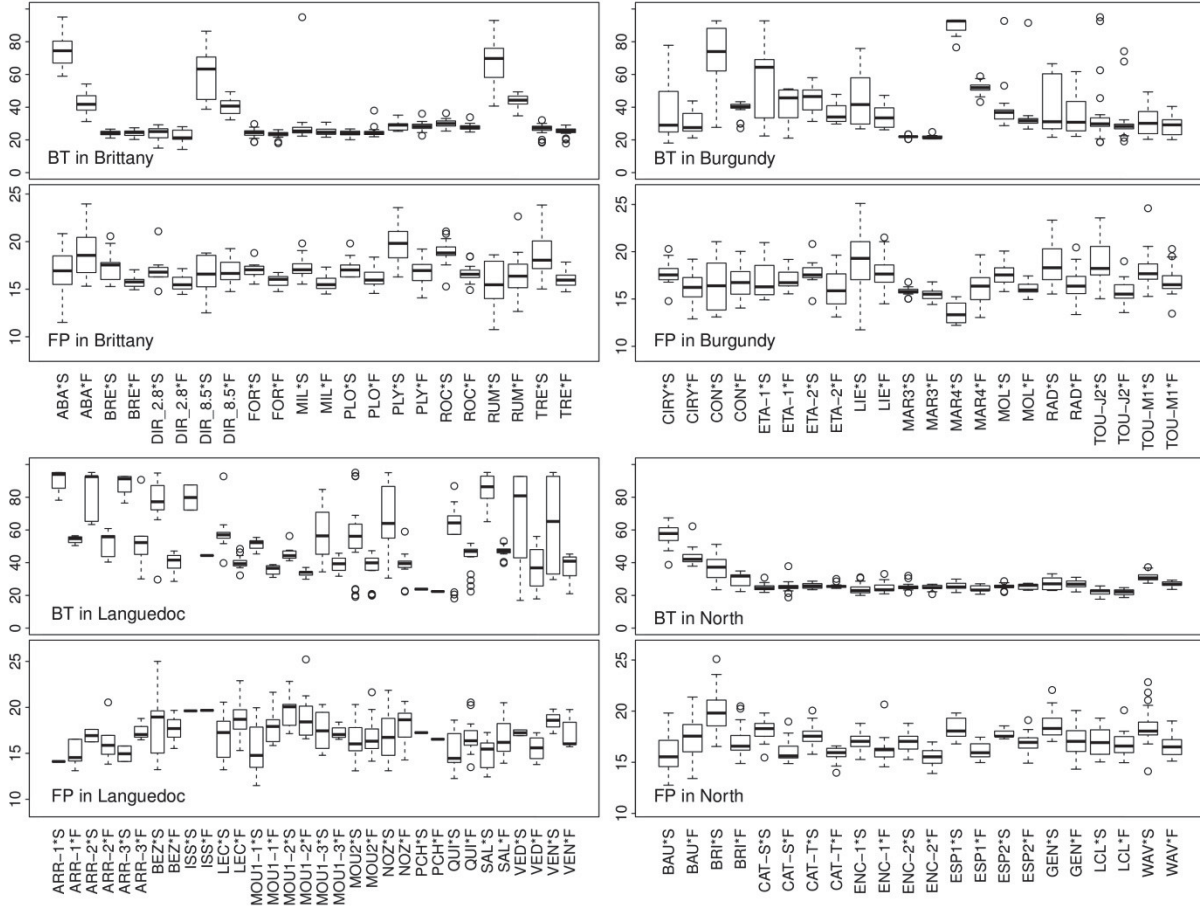 0 20 40 60 80
BT in Brittany
10 15 20 25
FP in Brittany
ABA*S
ABA*F
BRE*S
BRE*F
DIR_2.8*S
DIR_2.8*F
DIR_8.5*S
DIR_8.5*F
FOR*S
FOR*F
MIL*S
MIL*F
PLO*S
PLO*F
PLY*S
PLY*F
ROC*S
ROC*F
RUM*S
RUM*F
TRE*S
TRE*F
0 20 40 60 80
BT in Burgundy
10 15 20 25
FP in Burgundy
CIRY*S
CIRY*F
CON*S
CON*F
ETA-1*S
ETA-1*F
ETA-2*S
ETA-2*F
LIE*S
LIE*F
MAR3*S
MAR3*F
MAR4*S
MAR4*F
MOL*S
MOL*F
RAD*S
RAD*F
TOU-J2*S
TOU-J2*F
TOU-M1*S
TOU-M1*F
0 20 40 60 80
BT in Languedoc
10 15 20 25
FP in Languedoc
ARR-1*S
ARR-1*F
ARR-2*S
ARR-2*F
ARR-3*S
ARR-3*F
BEZ*S
BEZ*F
ISS*S
ISS*F
LEC*S
LEC*F
MOU1-1*S
MOU1-1*F
MOU1-2*S
MOU1-2*F
MOU1-3*S
MOU1-3*F
MOU2*S
MOU2*F
NOZ*S
NOZ*F
PCH*S
PCH*F
QUI*S
QUI*F
SAL*S
SAL*F
VED*S
VED*F
VEN*S
VEN*F
0 20 40 60 80
BT in North
10 15 20 25
FP in North
BAU*S
BAU*F
BRI*S
BRI*F
CAT-S*S
CAT-S*F
CAT-T*S
CAT-T*F
ENC-1*S
ENC-1*F
ENC-2*S
ENC-2*F
ESP1*S
ESP1*F
ESP2*S
ESP2*F
GEN*S
GEN*F
LCL*S
LCL*F
WAV*S
WAV*F